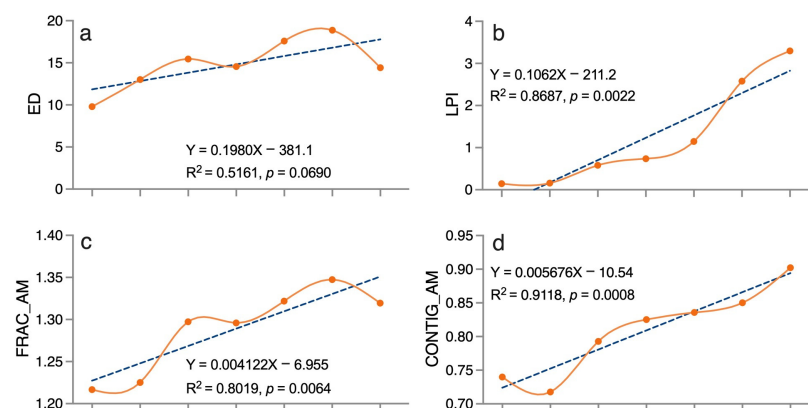 a
20
15
10
5
0
ED
Y = 0.1980X − 381.1
R² = 0.5161, p = 0.0690
b
4
3
2
1
0
LPI
Y = 0.1062X − 211.2
R² = 0.8687, p = 0.0022
c
1.40
1.35
1.30
1.25
1.20
FRAC_AM
Y = 0.004122X − 6.955
R² = 0.8019, p = 0.0064
d
0.95
0.90
0.85
0.80
0.75
0.70
CONTIG_AM
Y = 0.005676X − 10.54
R² = 0.9118, p = 0.0008